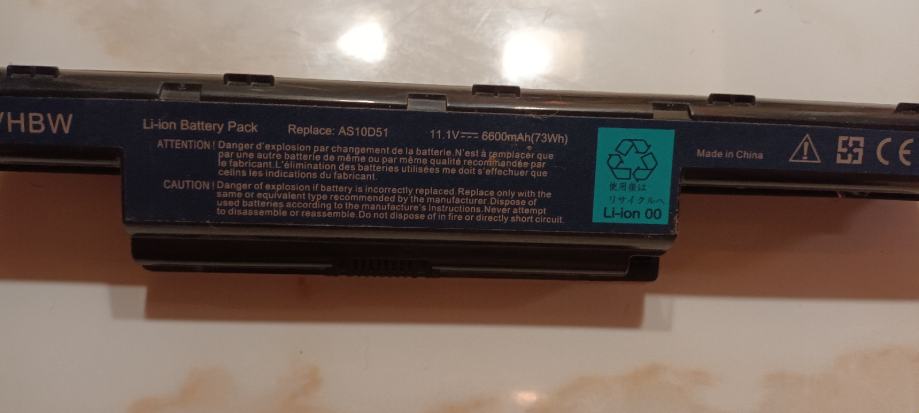 VHBW
Li-ion Battery Pack Replace: AS10D51 11.1V⎓ 6600mAh(73Wh)
ATTENTION! Danger d'explosion par changement de la batterie. N'est à remplacer que
par une autre batterie de même ou par même qualité recommandée par
le fabricant. L'élimination des batteries utilisées me doit s'effectuer que
celins les indications du fabricant.
CAUTION! Danger of explosion if battery is incorrectly replaced. Replace only with the
same or equivalent type recommended by the manufacturer. Dispose of
used batteries according to the manufacture's instructions. Never attempt
to disassemble or reassemble. Do not dispose of in fire or directly short circuit.
使用後は
リサイクルへ
Li-ion 00
Made in China
CE